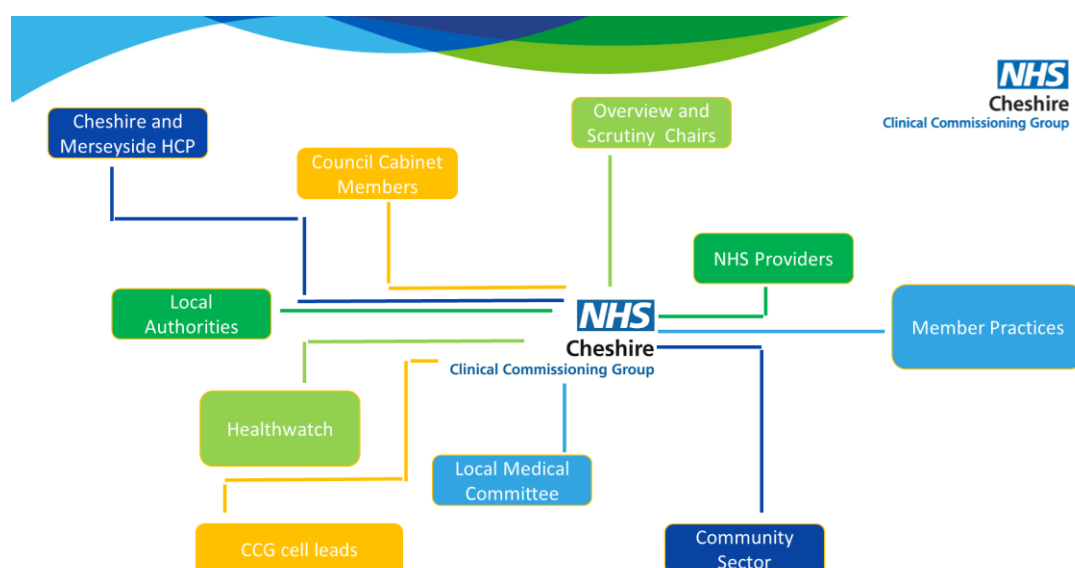 NHS
Cheshire
Clinical Commissioning Group
Cheshire and
Merseyside HCP
Overview and
Scrutiny Chairs
Council Cabinet
Members
NHS Providers
Local
Authorities
NHS
Cheshire
Clinical Commissioning Group
Member Practices
Healthwatch
Local Medical
Committee
CCG cell leads
Community
Sector